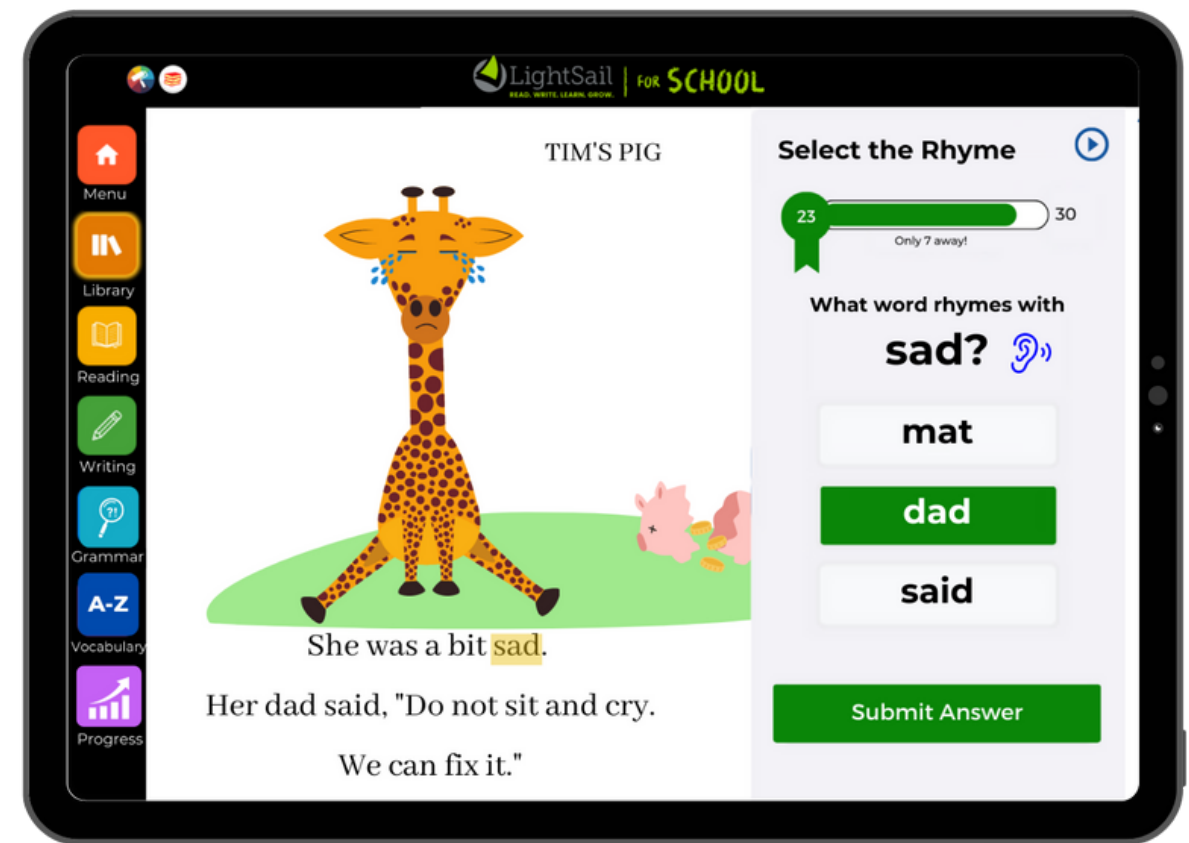 LightSail | FOR SCHOOL
READ. WRITE. LEARN. GROW.
Menu
Library
Reading
Writing
?!
Grammar
A-Z
Vocabulary
Progress
TIM'S PIG
She was a bit sad.
Her dad said, "Do not sit and cry.
We can fix it."
Select the Rhyme
23
30
Only 7 away!
What word rhymes with
sad?
mat
dad
said
Submit Answer